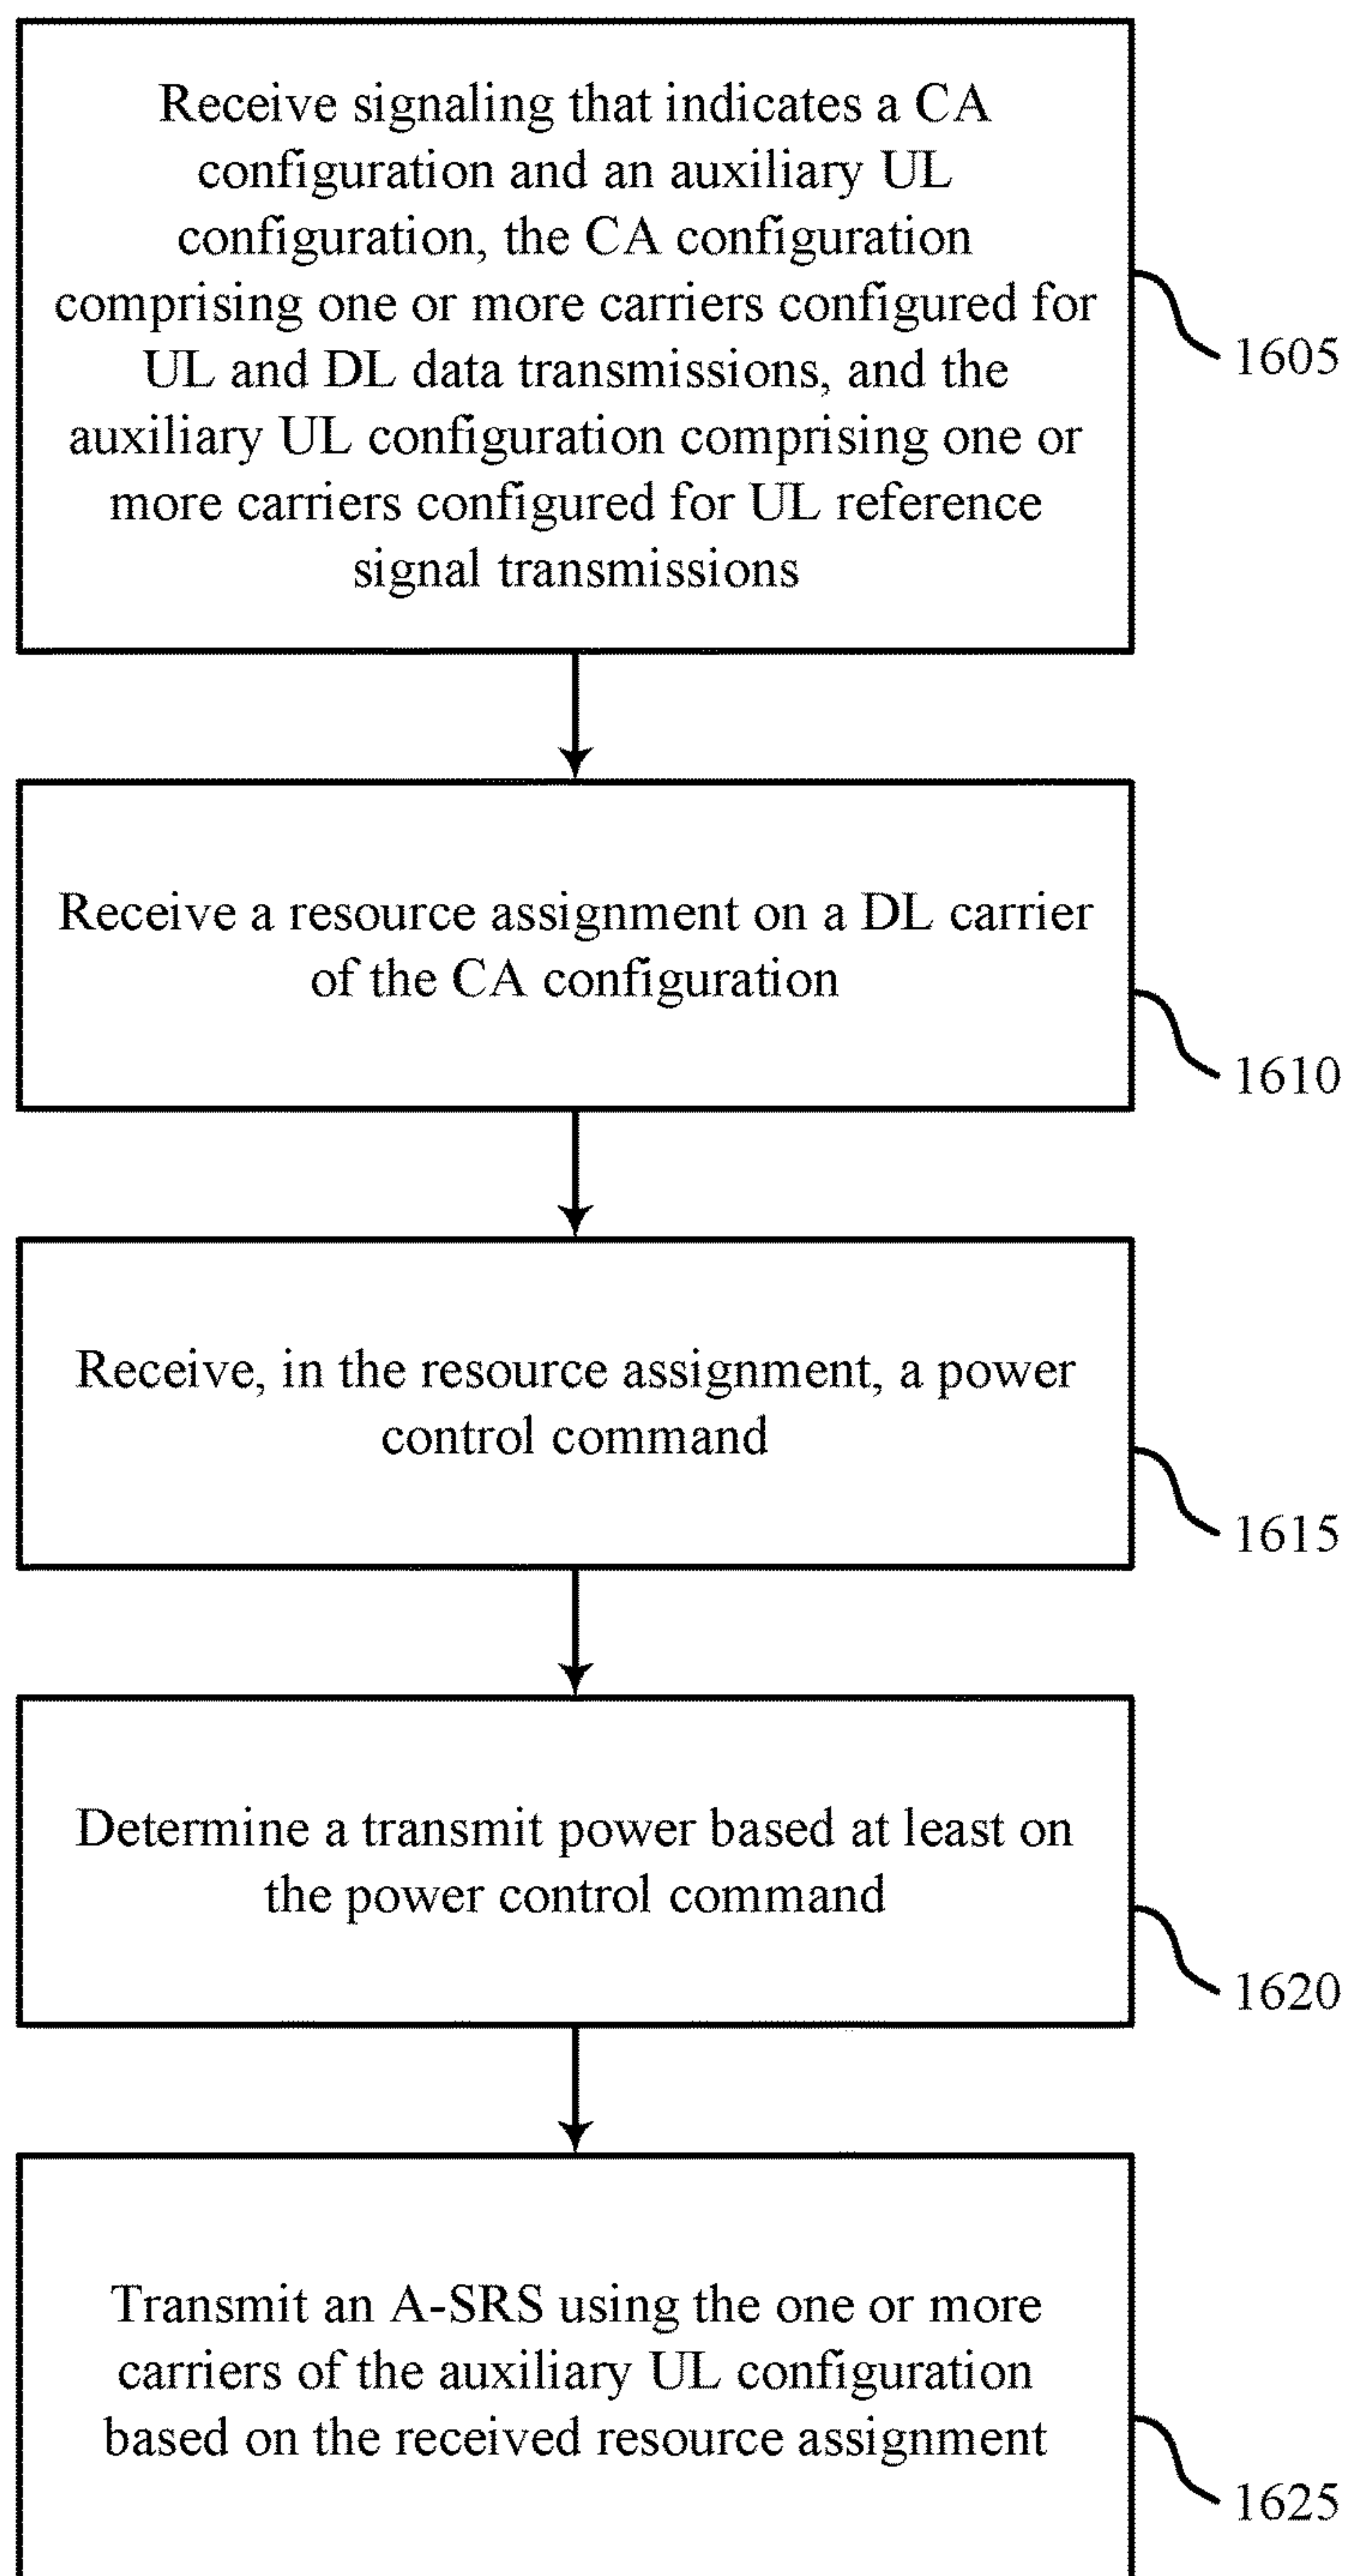 Receive signaling that indicates a CA
configuration and an auxiliary UL
configuration, the CA configuration
comprising one or more carriers configured for
UL and DL data transmissions, and the
auxiliary UL configuration comprising one or
more carriers configured for UL reference
signal transmissions
1605
Receive a resource assignment on a DL carrier
of the CA configuration
1610
Receive, in the resource assignment, a power
control command
1615
Determine a transmit power based at least on
the power control command
1620
Transmit an A-SRS using the one or more
carriers of the auxiliary UL configuration
based on the received resource assignment
1625